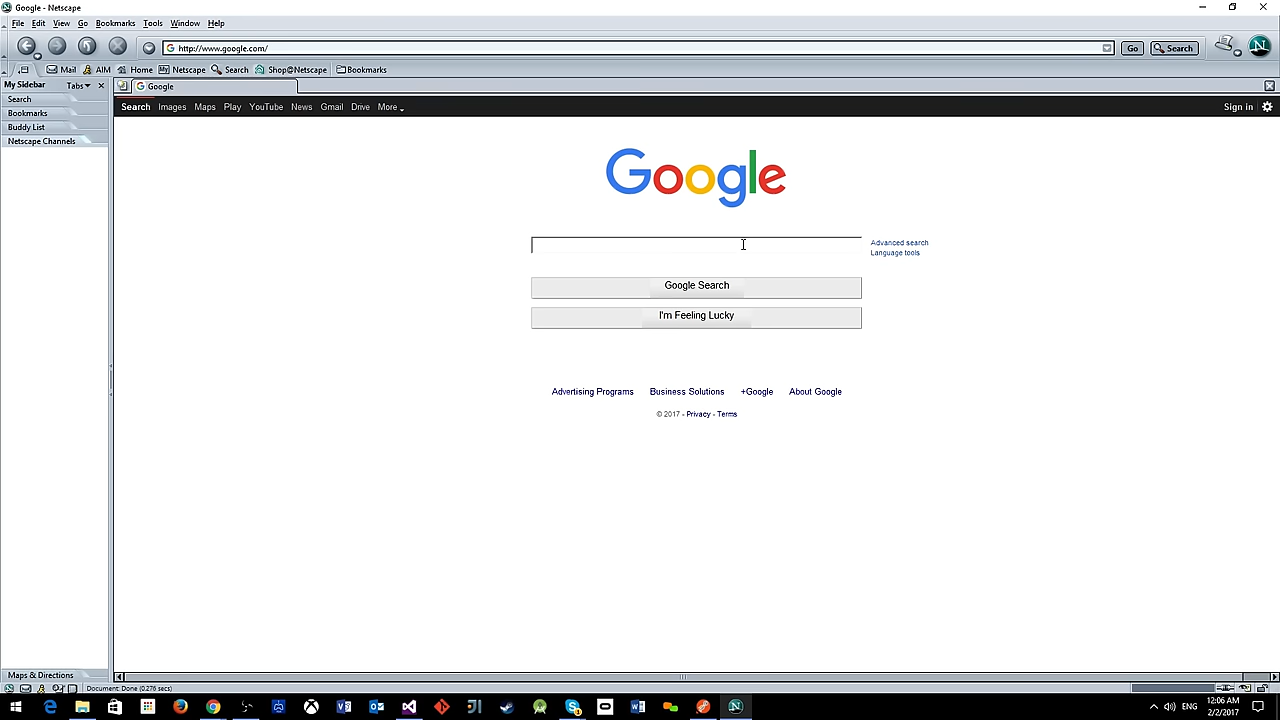 Google - Netscape
File Edit View Go Bookmarks Tools Window Help
http://www.google.com/ Go Search
Mail AIM Home Netscape Search Shop@Netscape Bookmarks
My Sidebar Tabs
Google
Search
Bookmarks
Buddy List
Netscape Channels
Search Images Maps Play YouTube News Gmail Drive More Sign in
Google
Advanced search
Language tools
Google Search
I'm Feeling Lucky
Advertising Programs Business Solutions +Google About Google
© 2017 - Privacy - Terms
Maps & Directions
Document: Done (0.276 secs)
ENG
12:06 AM
2/2/2017